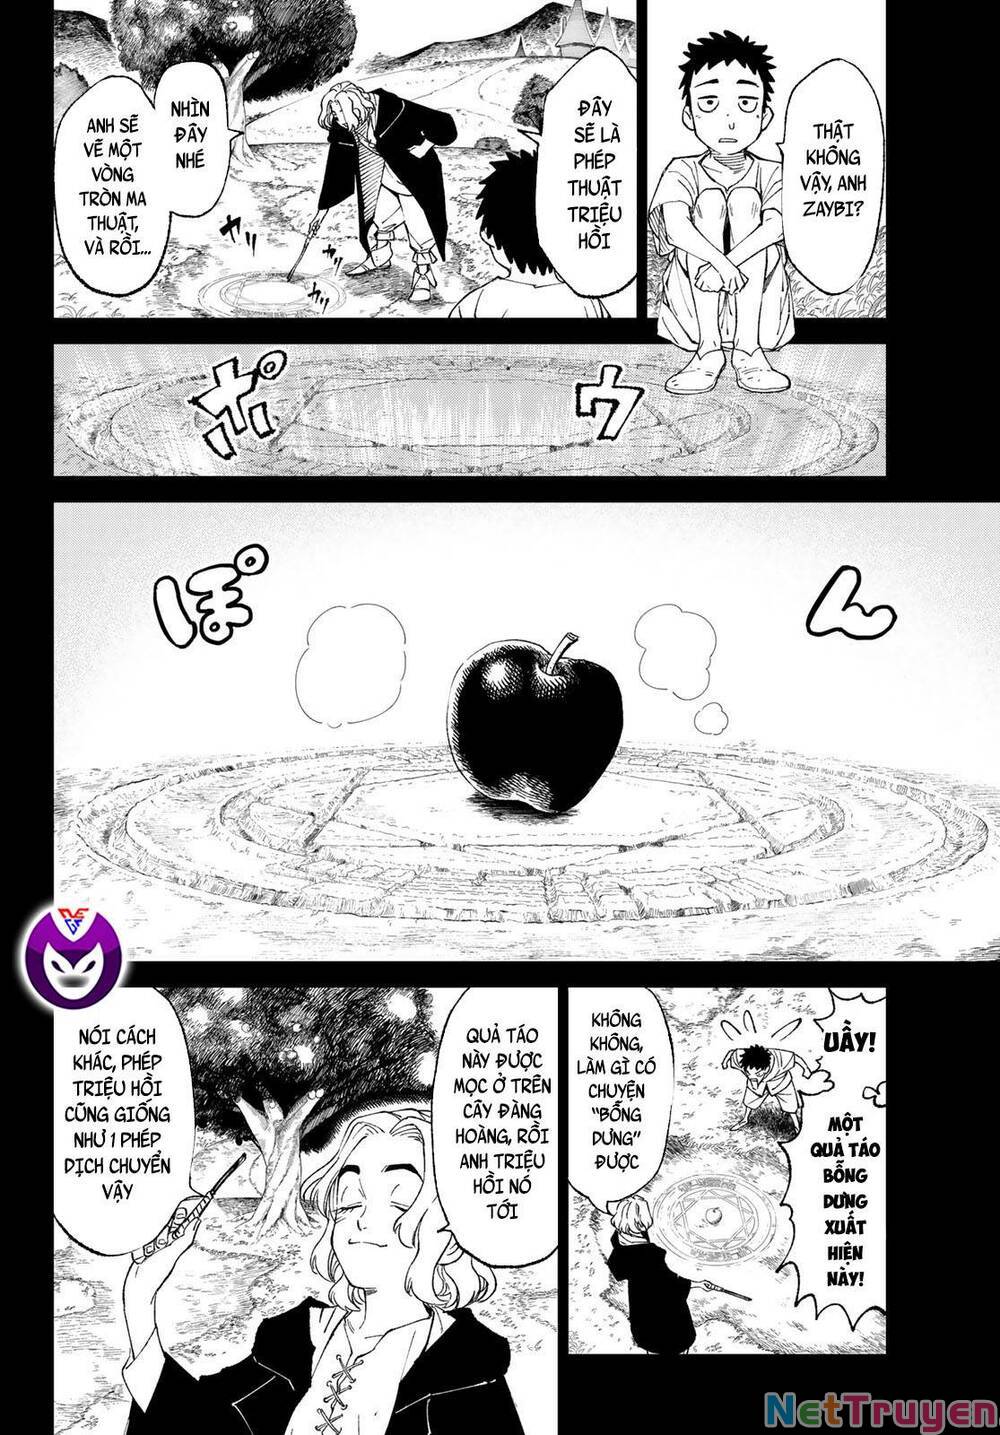 THẬT
KHÔNG
VẬY, ANH
ZAYBI?
ĐÂY
SẼ LÀ
PHÉP
THUẬT
TRIỆU
HỒI
NHÌN
ĐÂY
NHÉ
ANH SẼ
VẼ MỘT
VÒNG
TRÒN MA
THUẬT,
VÀ RỒI...
ポウ
ぽん
UẦY!
MỘT
QUẢ TÁO
BỖNG
DƯNG
XUẤT
HIỆN
NÀY!
KHÔNG
KHÔNG,
LÀM GÌ CÓ
CHUYỆN
“BỖNG
DƯNG”
ĐƯỢC
QUẢ TÁO
NÀY ĐƯỢC
MỌC Ở TRÊN
CÂY ĐÀNG
HOÀNG, RỒI
ANH TRIỆU
HỒI NÓ
TỚI
NÓI CÁCH
KHÁC, PHÉP
TRIỆU HỒI
CŨNG GIỐNG
NHƯ 1 PHÉP
DỊCH CHUYỂN
VẬY
NetTruyen